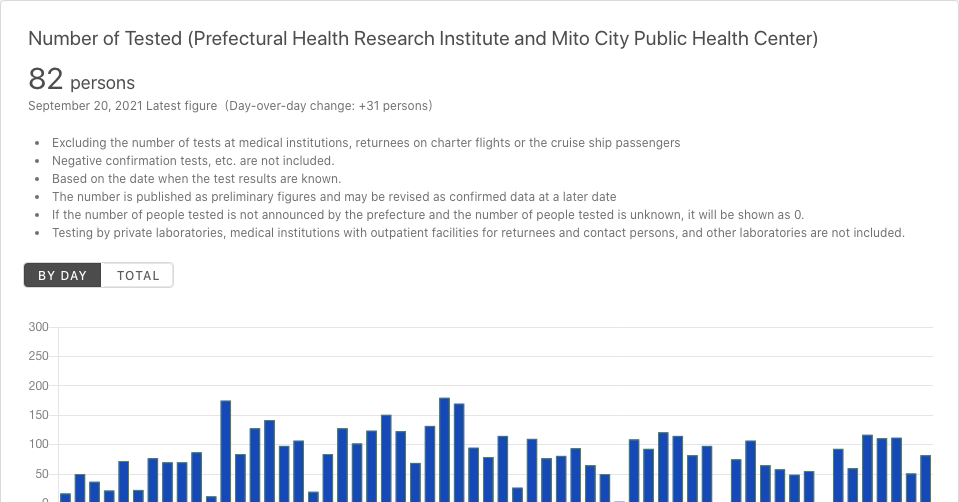 Number of Tested (Prefectural Health Research Institute and Mito City Public Health Center)
82 persons
September 20, 2021 Latest figure (Day-over-day change: +31 persons)
• Excluding the number of tests at medical institutions, returnees on charter flights or the cruise ship passengers
• Negative confirmation tests, etc. are not included.
• Based on the date when the test results are known.
• The number is published as preliminary figures and may be revised as confirmed data at a later date
• If the number of people tested is not announced by the prefecture and the number of people tested is unknown, it will be shown as 0.
• Testing by private laboratories, medical institutions with outpatient facilities for returnees and contact persons, and other laboratories are not included.
BY DAY TOTAL
300
250
200
150
100
50
0